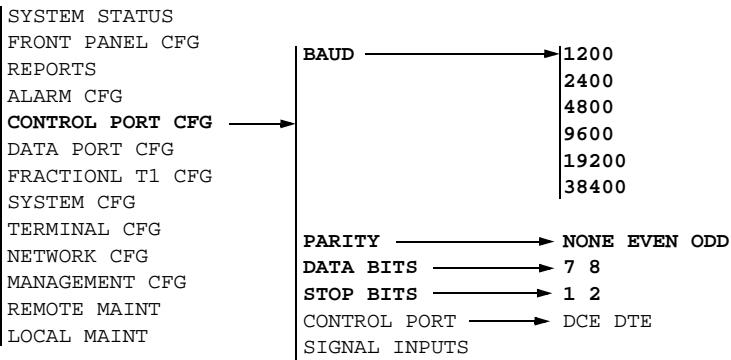 SYSTEM STATUS
FRONT PANEL CFG
REPORTS
ALARM CFG
CONTROL PORT CFG
DATA PORT CFG
FRACTIONL T1 CFG
SYSTEM CFG
TERMINAL CFG
NETWORK CFG
MANAGEMENT CFG
REMOTE MAINT
LOCAL MAINT
BAUD
1200
2400
4800
9600
19200
38400
PARITY NONE EVEN ODD
DATA BITS 7 8
STOP BITS 1 2
CONTROL PORT DCE DTE
SIGNAL INPUTS